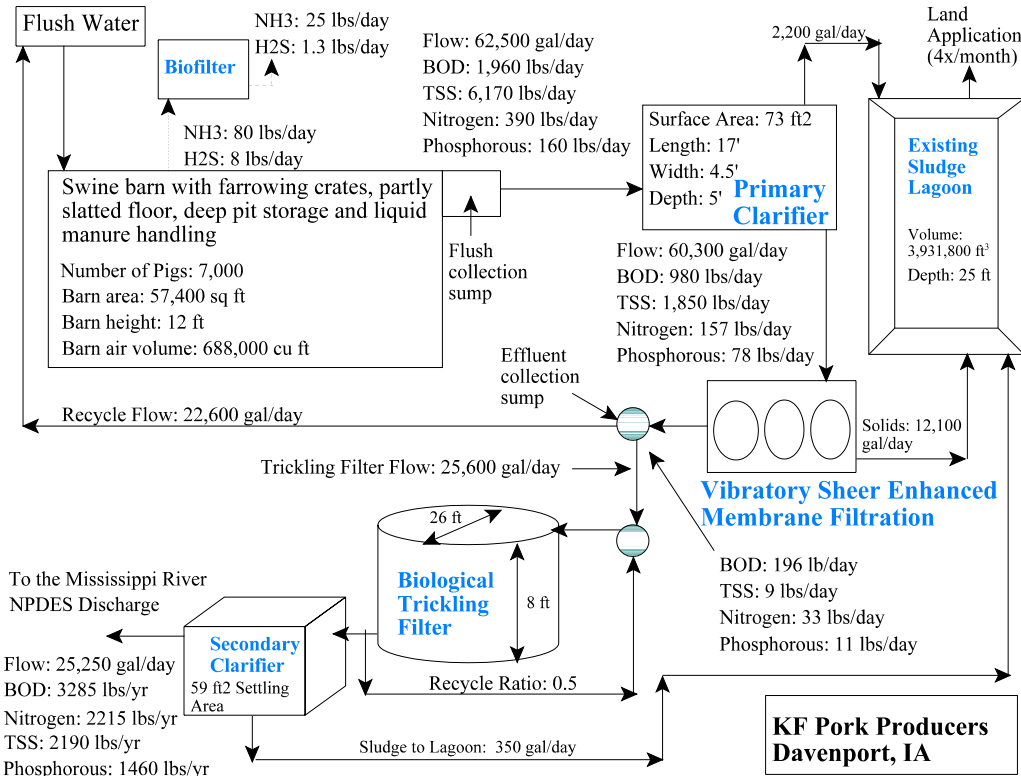 Flush Water
NH3: 25 lbs/day
H2S: 1.3 lbs/day
Biofilter
NH3: 80 lbs/day
H2S: 8 lbs/day
Flow: 62,500 gal/day
BOD: 1,960 lbs/day
TSS: 6,170 lbs/day
Nitrogen: 390 lbs/day
Phosphorous: 160 lbs/day
2,200 gal/day
Land
Application
(4x/month)
Surface Area: 73 ft2
Length: 17'
Width: 4.5'
Depth: 5'
Primary
Clarifier
Existing
Sludge
Lagoon
Volume:
3,931,800 ft³
Depth: 25 ft
Swine barn with farrowing crates, partly
slatted floor, deep pit storage and liquid
manure handling
Number of Pigs: 7,000
Barn area: 57,400 sq ft
Barn height: 12 ft
Barn air volume: 688,000 cu ft
Flush
collection
sump
Flow: 60,300 gal/day
BOD: 980 lbs/day
TSS: 1,850 lbs/day
Nitrogen: 157 lbs/day
Phosphorous: 78 lbs/day
Effluent
collection
sump
Recycle Flow: 22,600 gal/day
Solids: 12,100
gal/day
Trickling Filter Flow: 25,600 gal/day
Vibratory Sheer Enhanced
Membrane Filtration
26 ft
Biological
Trickling
Filter
8 ft
BOD: 196 lb/day
TSS: 9 lbs/day
Nitrogen: 33 lbs/day
Phosphorous: 11 lbs/day
To the Mississippi River
NPDES Discharge
Secondary
Clarifier
59 ft2 Settling
Area
Recycle Ratio: 0.5
Flow: 25,250 gal/day
BOD: 3285 lbs/yr
Nitrogen: 2215 lbs/yr
TSS: 2190 lbs/yr
Phosphorous: 1460 lbs/yr
Sludge to Lagoon: 350 gal/day
KF Pork Producers
Davenport, IA